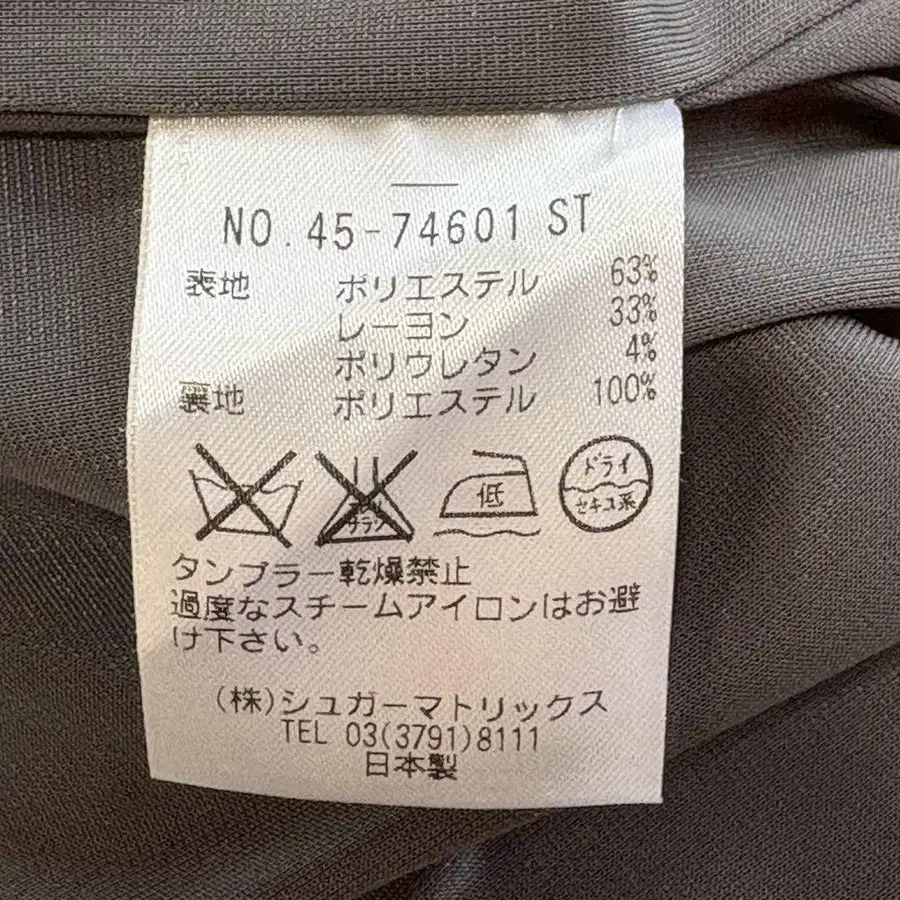 NO.45-74601 ST
表地 ポリエステル 63%
レーヨン 33%
ポリウレタン 4%
裏地 ポリエステル 100%
低
ドライ
セキユ系
タンブラー乾燥禁止
過度なスチームアイロンはお避
け下さい。
(株)シュガーマトリックス
TEL 03(3791)8111
日本製